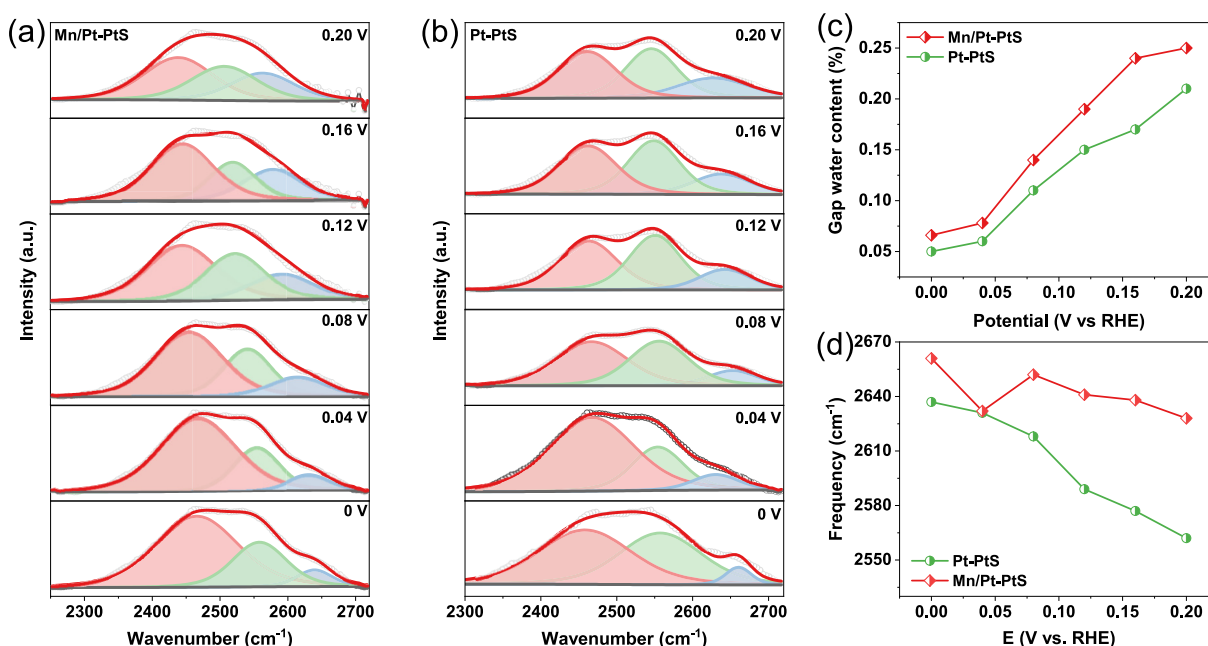 (a)
Mn/Pt-PtS
0.20 V
0.16 V
0.12 V
0.08 V
0.04 V
0 V
Intensity (a.u.)
2300 2400 2500 2600 2700
Wavenumber (cm⁻¹)
(b)
Pt-PtS
0.20 V
0.16 V
0.12 V
0.08 V
0.04 V
0 V
Intensity (a.u.)
2300 2400 2500 2600 2700
Wavenumber (cm⁻¹)
(c)
Mn/Pt-PtS
Pt-PtS
Gap water content (%)
0.25
0.20
0.15
0.10
0.05
0.00 0.05 0.10 0.15 0.20
Potential (V vs RHE)
(d)
Frequency (cm⁻¹)
2670
2640
2610
2580
2550
Pt-PtS
Mn/Pt-PtS
0.00 0.05 0.10 0.15 0.20
E (V vs. RHE)